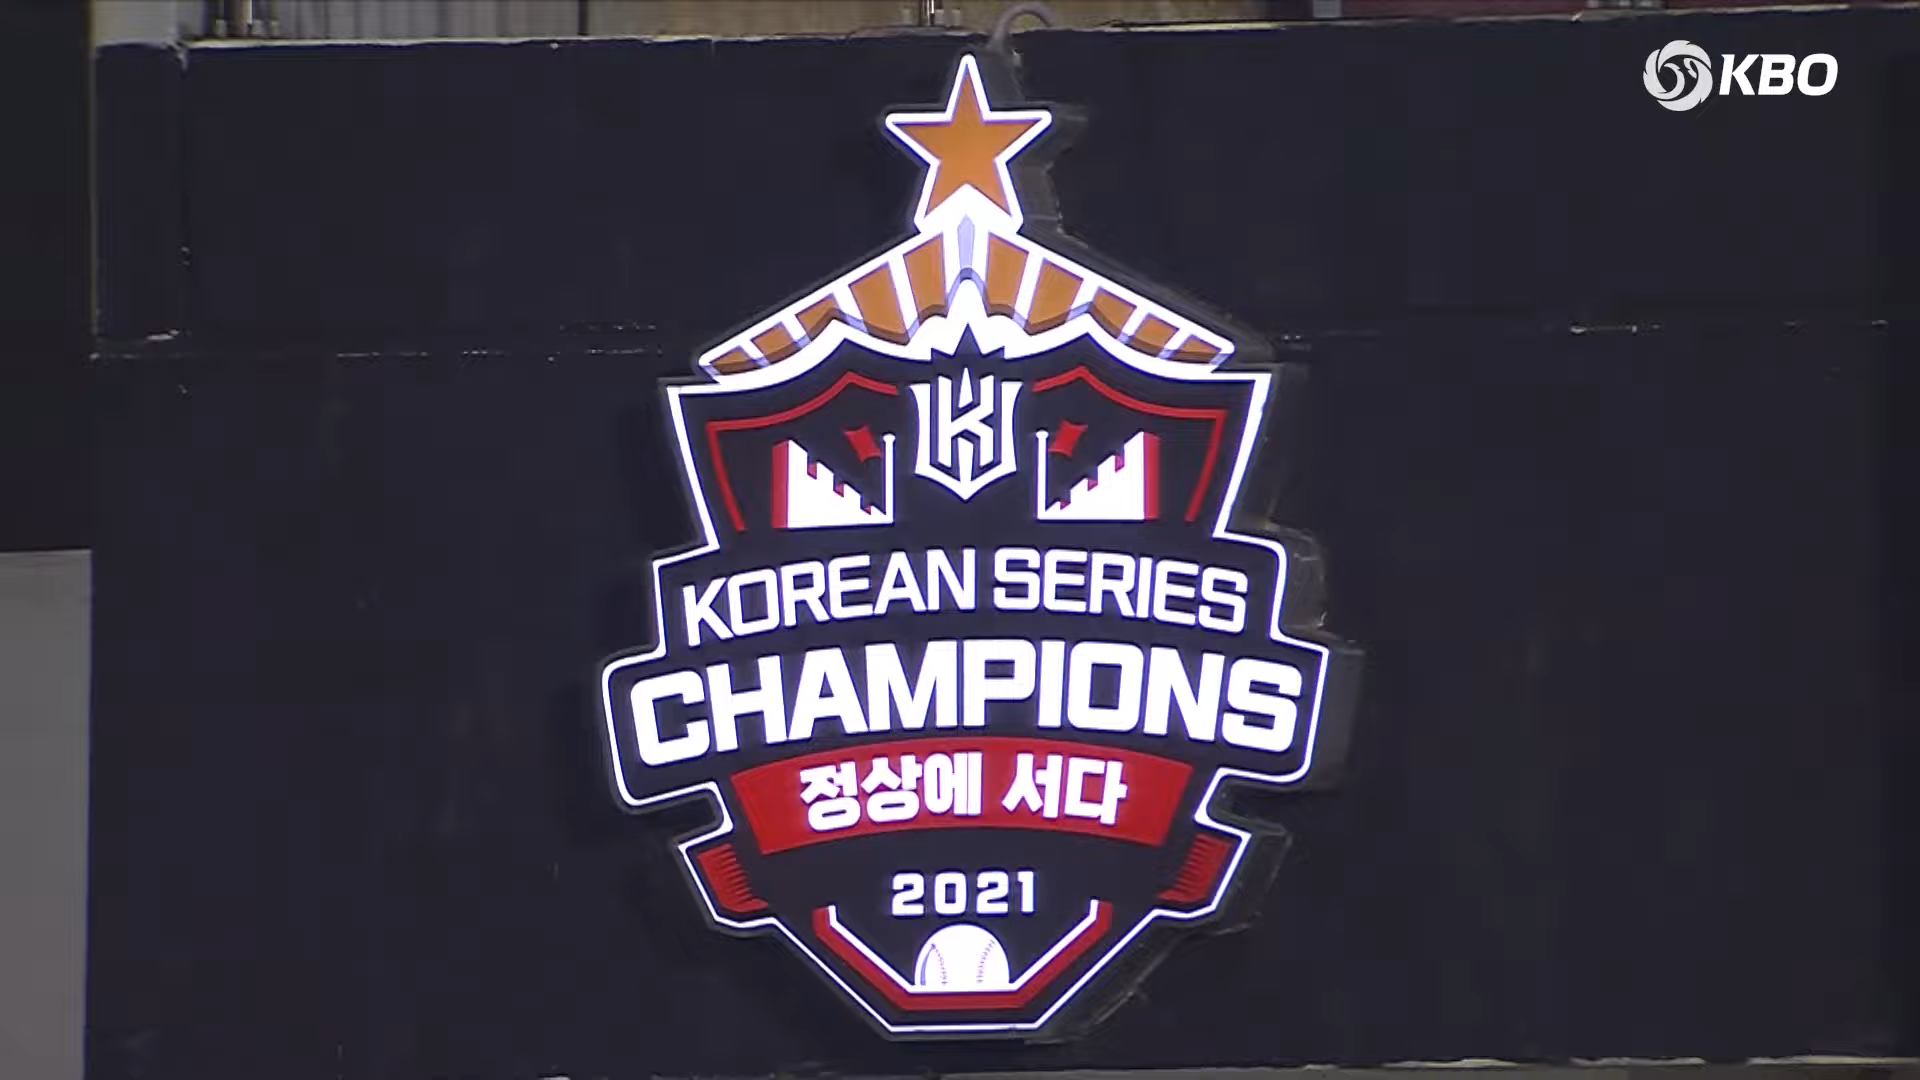 KBO
KOREAN SERIES
CHAMPIONS
정상에 서다
2021